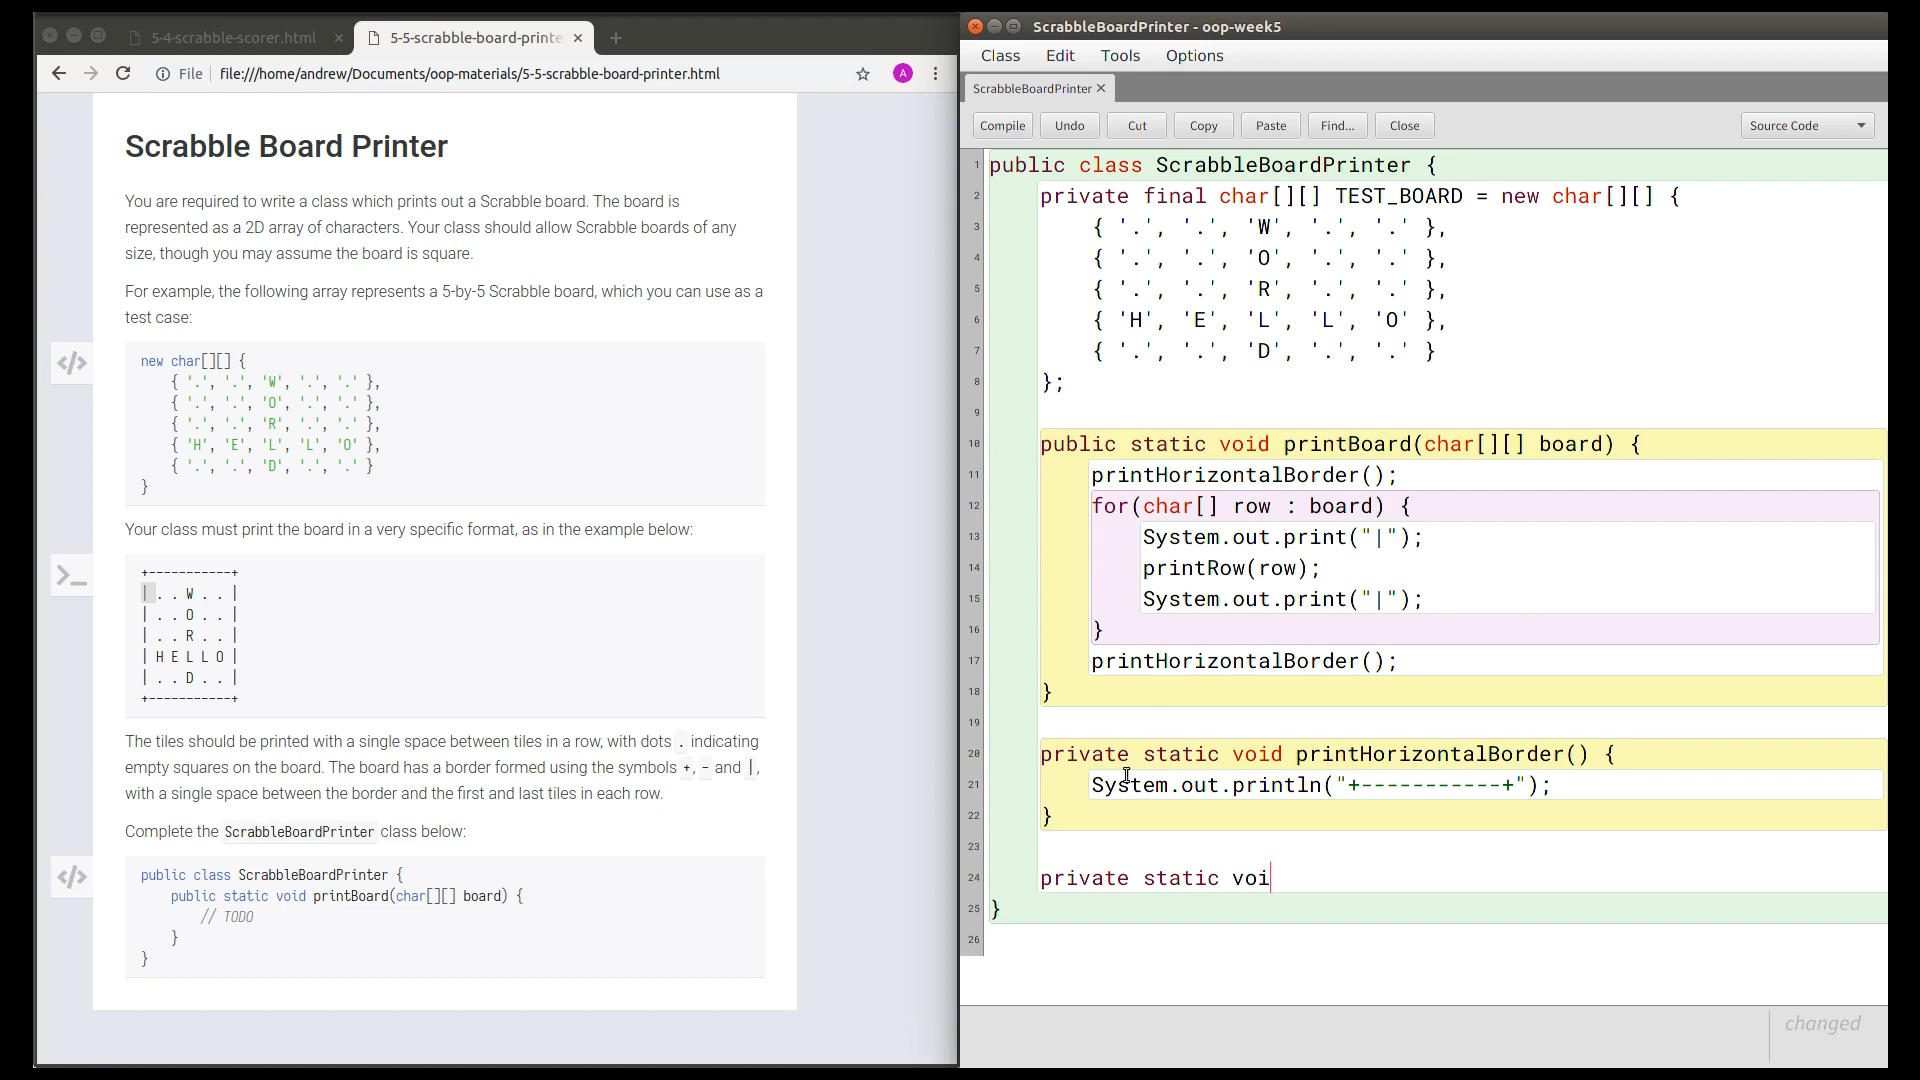 5-4-scrabble-scorer.html
5-5-scrabble-board-printe
File
file:///home/andrew/Documents/oop-materials/5-5-scrabble-board-printer.html
A
Scrabble Board Printer
You are required to write a class which prints out a Scrabble board. The board is
represented as a 2D array of characters. Your class should allow Scrabble boards of any
size, though you may assume the board is square.
For example, the following array represents a 5-by-5 Scrabble board, which you can use as a
test case:
new char[][] {
    { '.', '.', 'W', '.', '.' },
    { '.', '.', 'O', '.', '.' },
    { '.', '.', 'R', '.', '.' },
    { 'H', 'E', 'L', 'L', 'O' },
    { '.', '.', 'D', '.', '.' }
}
Your class must print the board in a very specific format, as in the example below:
+-----------+
| . . W . . |
| . . O . . |
| . . R . . |
| H E L L O |
| . . D . . |
+-----------+
The tiles should be printed with a single space between tiles in a row, with dots . indicating
empty squares on the board. The board has a border formed using the symbols +, - and |,
with a single space between the border and the first and last tiles in each row.
Complete the ScrabbleBoardPrinter class below:
public class ScrabbleBoardPrinter {
    public static void printBoard(char[][] board) {
        // TODO
    }
}
ScrabbleBoardPrinter - oop-week5
Class Edit Tools Options
ScrabbleBoardPrinter
Compile Undo Cut Copy Paste Find... Close Source Code
1 public class ScrabbleBoardPrinter {
2     private final char[][] TEST_BOARD = new char[][] {
3         { '.', '.', 'W', '.', '.' },
4         { '.', '.', 'O', '.', '.' },
5         { '.', '.', 'R', '.', '.' },
6         { 'H', 'E', 'L', 'L', 'O' },
7         { '.', '.', 'D', '.', '.' }
8     };
9
10     public static void printBoard(char[][] board) {
11         printHorizontalBorder();
12         for(char[] row : board) {
13             System.out.print("|");
14             printRow(row);
15             System.out.print("|");
16         }
17         printHorizontalBorder();
18     }
19
20     private static void printHorizontalBorder() {
21         System.out.println("+-----------+");
22     }
23
24     private static voi
25 }
26
changed